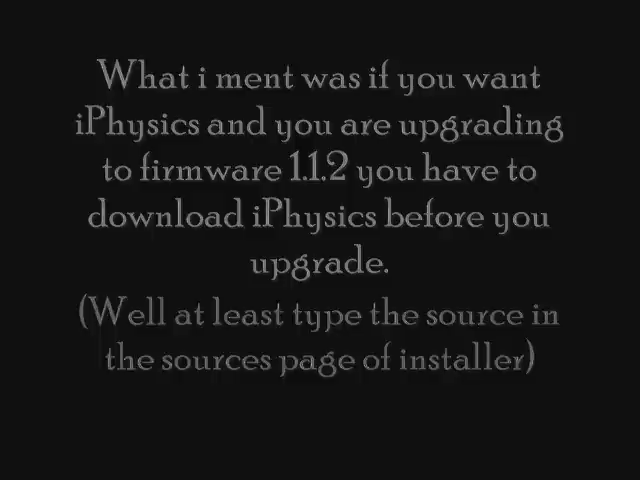 What i ment was if you want
iPhysics and you are upgrading
to firmware 1.1.2 you have to
download iPhysics before you
upgrade.
(Well at least type the source in
the sources page of installer)